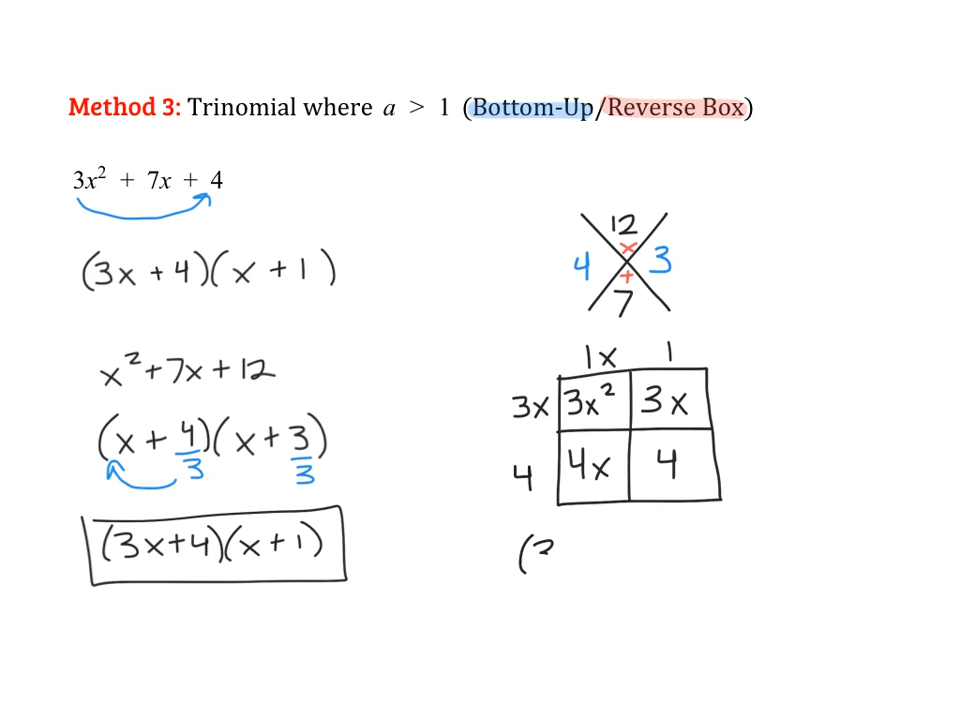 Method 3: Trinomial where a > 1 (Bottom-Up/Reverse Box)
3x² + 7x + 4
(3x + 4)(x + 1)
x² + 7x + 12
(x + 4/3)(x + 3/3)
(3x+4)(x+1)
12
×
4 3
+
7
1x 1
3x 3x² 3x
4 4x 4
(3